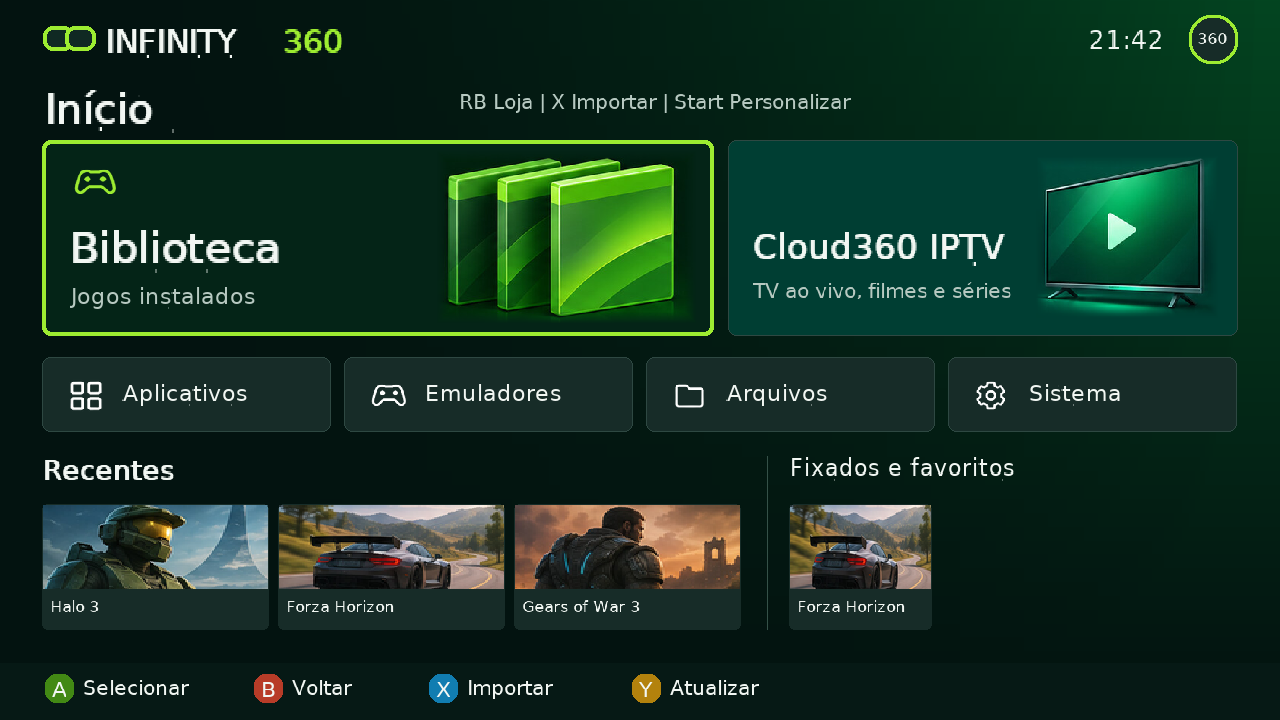 INFINITY 360
21:42
360
Início
RB Loja | X Importar | Start Personalizar
Biblioteca
Jogos instalados
Cloud360 IPTV
TV ao vivo, filmes e séries
Aplicativos
Emuladores
Arquivos
Sistema
Recentes
Fixados e favoritos
Halo 3
Forza Horizon
Gears of War 3
Forza Horizon
A Selecionar
B Voltar
X Importar
Y Atualizar